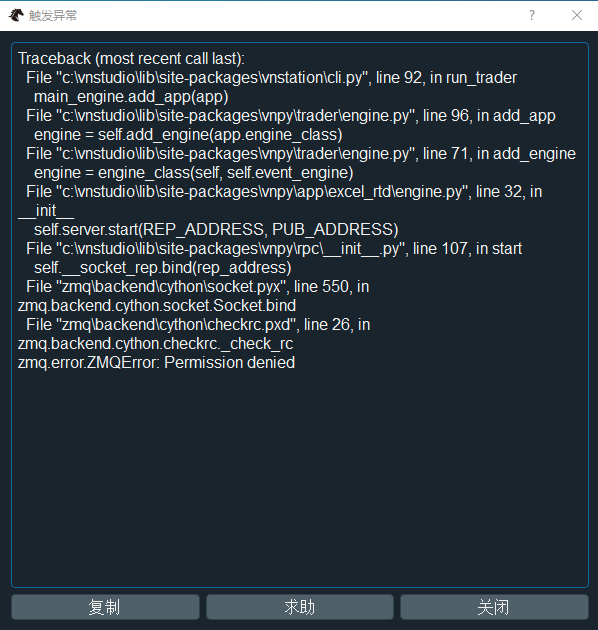 触发异常
Traceback (most recent call last):
File "c:\vnstudio\lib\site-packages\vnstation\cli.py", line 92, in run_trader
main_engine.add_app(app)
File "c:\vnstudio\lib\site-packages\vnpy\trader\engine.py", line 96, in add_app
engine = self.add_engine(app.engine_class)
File "c:\vnstudio\lib\site-packages\vnpy\trader\engine.py", line 71, in add_engine
engine = engine_class(self, self.event_engine)
File "c:\vnstudio\lib\site-packages\vnpy\app\excel_rtd\engine.py", line 32, in
__init__
self.server.start(REP_ADDRESS, PUB_ADDRESS)
File "c:\vnstudio\lib\site-packages\vnpy\rpc\__init__.py", line 107, in start
self.__socket_rep.bind(rep_address)
File "zmq\backend\cython\socket.pyx", line 550, in
zmq.backend.cython.socket.Socket.bind
File "zmq\backend\cython\checkrc.pxd", line 26, in
zmq.backend.cython.checkrc._check_rc
zmq.error.ZMQError: Permission denied
复制 求助 关闭